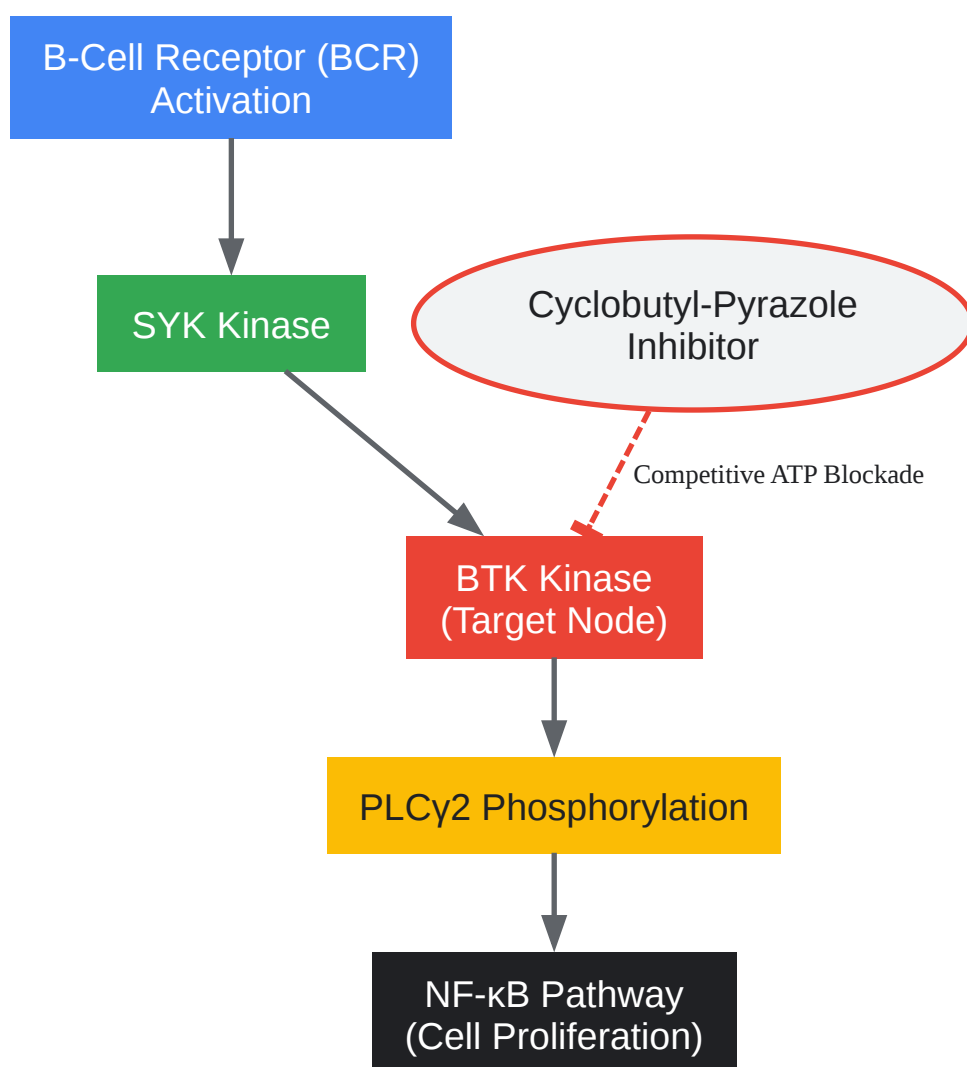 B-Cell Receptor (BCR)
Activation
SYK Kinase
Cyclobutyl-Pyrazole
Inhibitor
Competitive ATP Blockade
BTK Kinase
(Target Node)
PLCγ2 Phosphorylation
NF-κB Pathway
(Cell Proliferation)